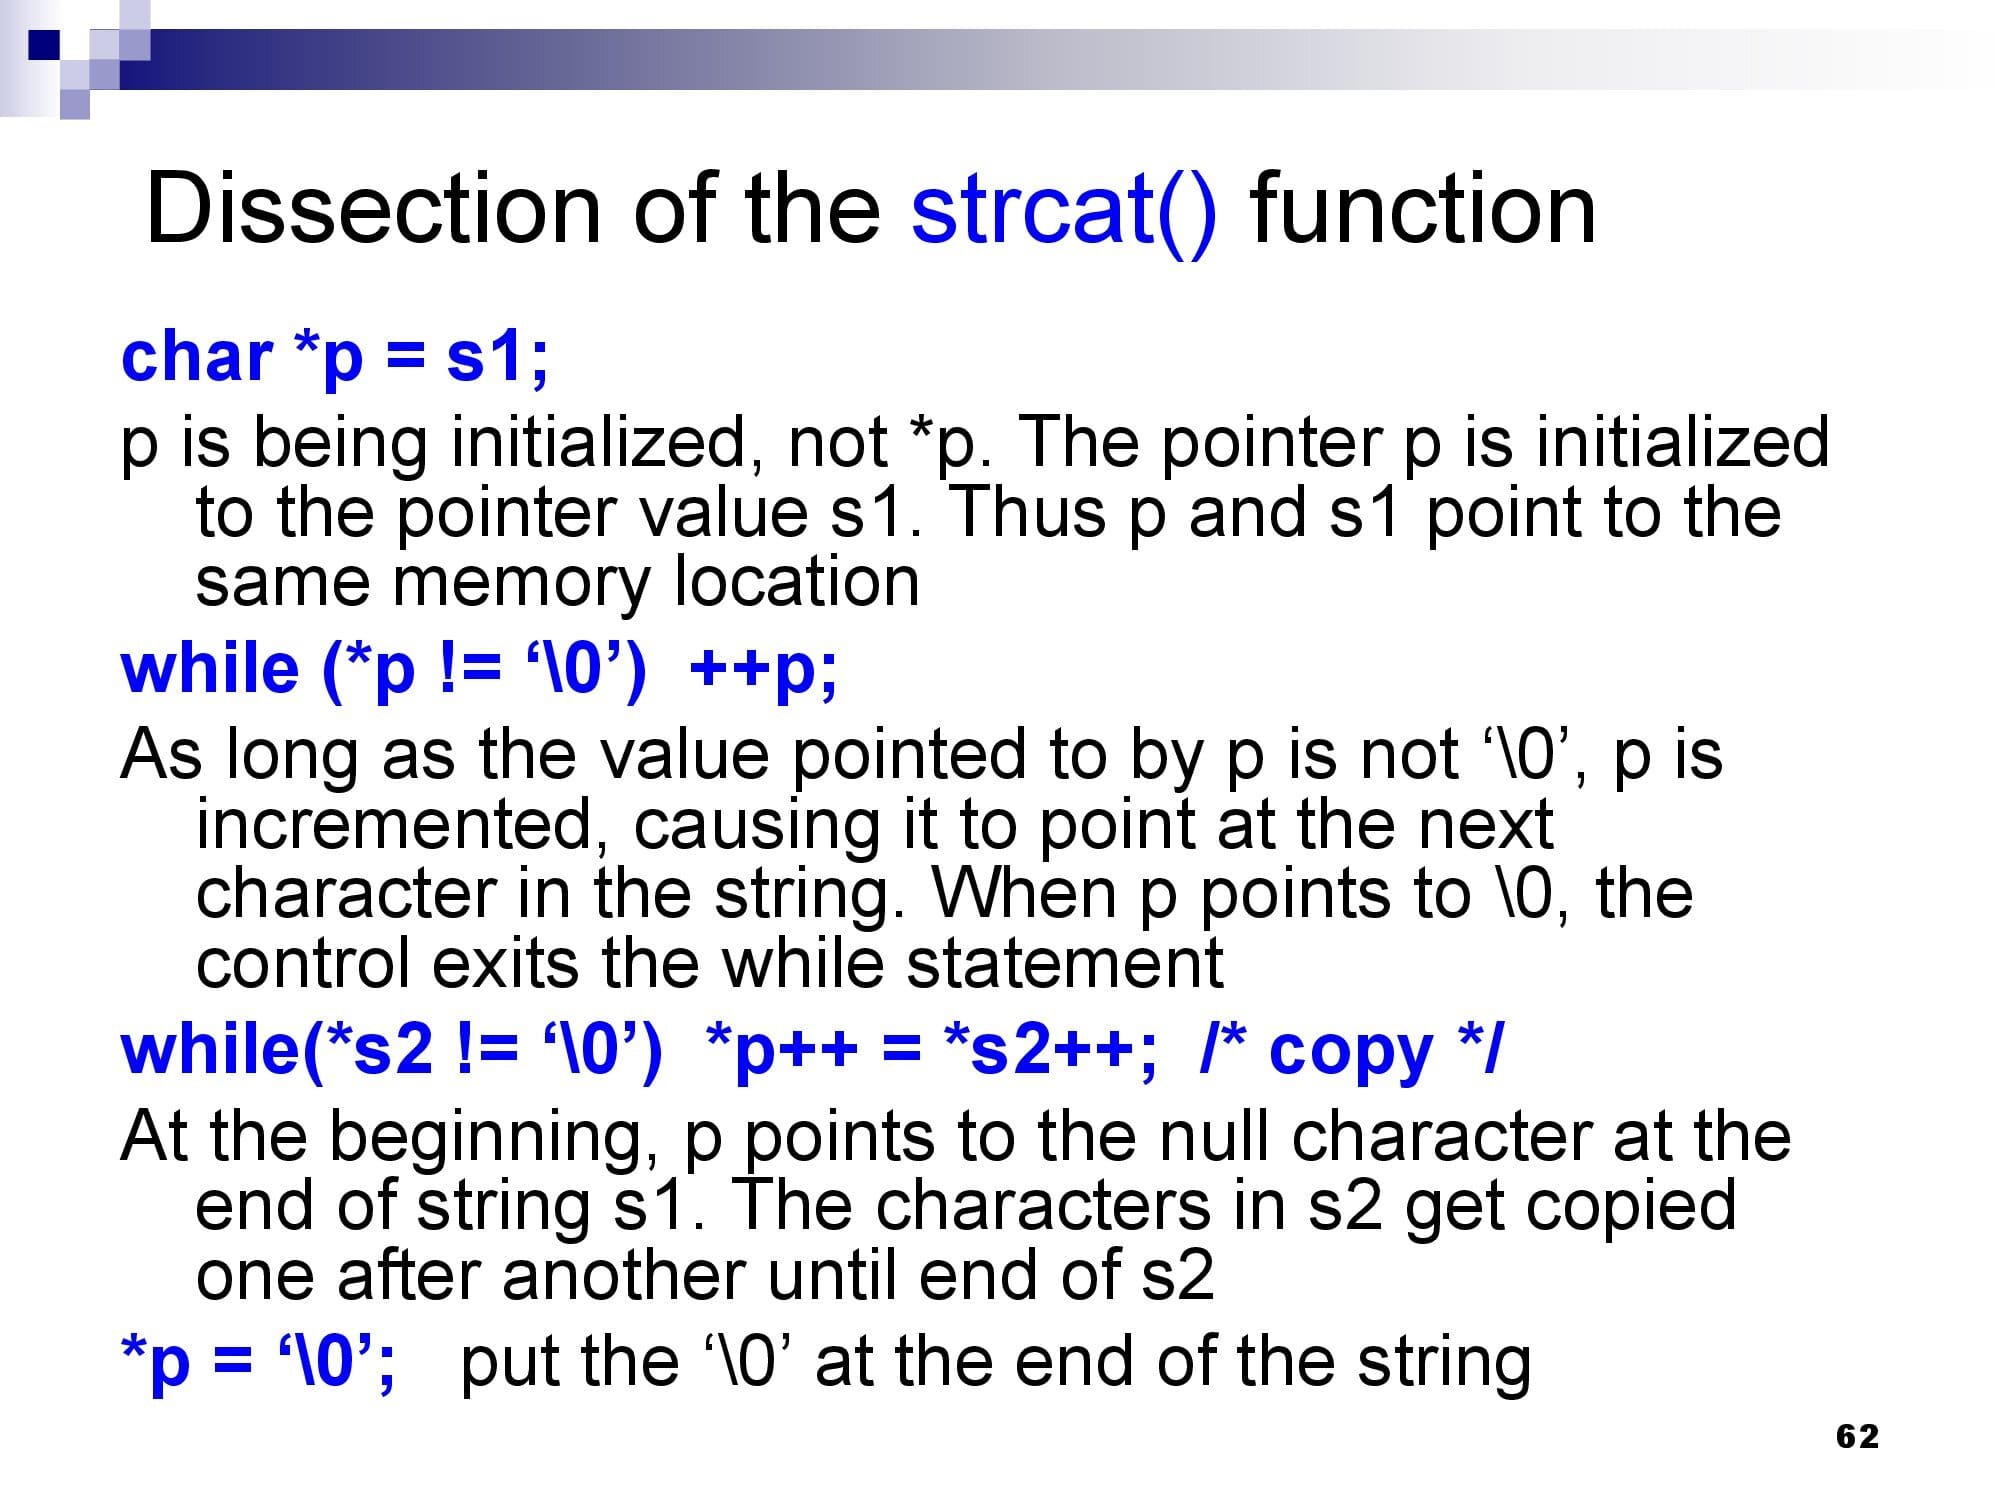 Dissection of the strcat() function
char *p = s1;
p is being initialized, not *p. The pointer p is initialized
to the pointer value s1. Thus p and s1 point to the
same memory location
while (*p != ‘\0’)  ++p;
As long as the value pointed to by p is not ‘\0’, p is
incremented, causing it to point at the next
character in the string. When p points to \0, the
control exits the while statement
while(*s2 != ‘\0’)  *p++ = *s2++;  /* copy */
At the beginning, p points to the null character at the
end of string s1. The characters in s2 get copied
one after another until end of s2
*p = ‘\0’;   put the ‘\0’ at the end of the string
62